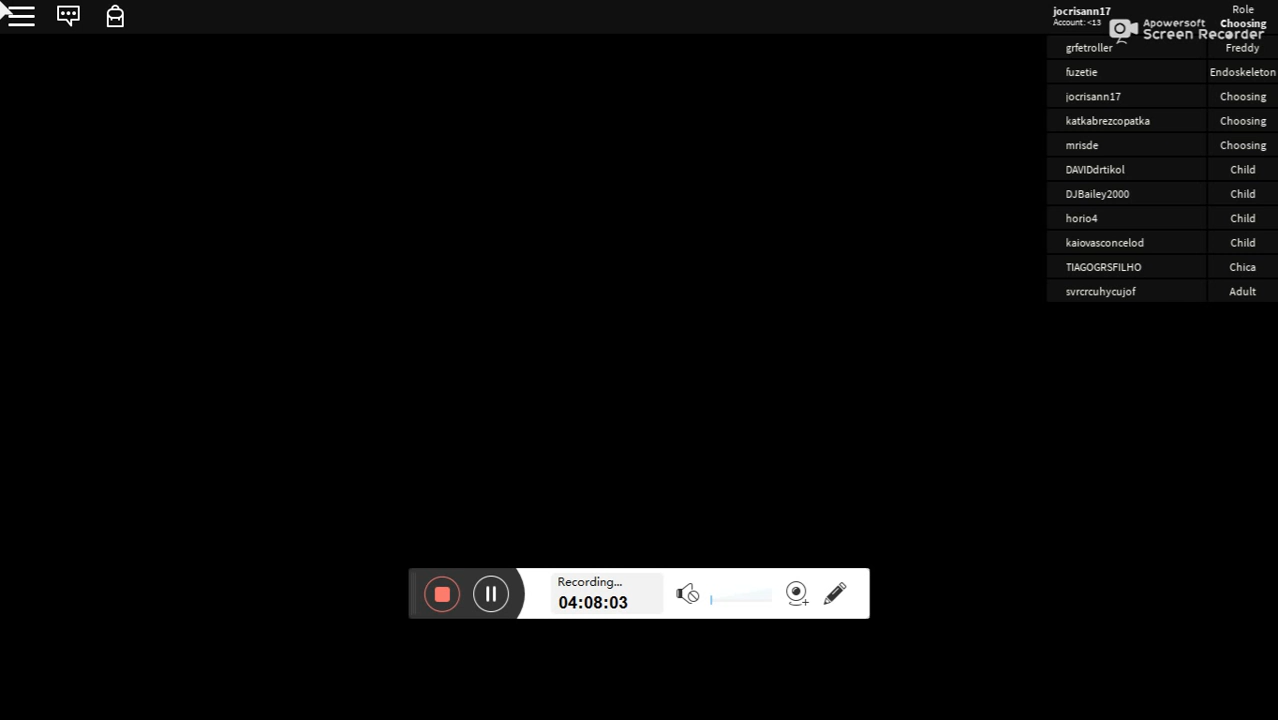 jocrisann17 Role
Account: <13 Choosing
Apowersoft
Screen Recorder
grfetroller Freddy
fuzetie Endoskeleton
jocrisann17 Choosing
katkabrezcopatka Choosing
mrisde Choosing
DAVIDdrtikol Child
DJBailey2000 Child
horio4 Child
kaiovasconcelod Child
TIAGOGRSFILHO Chica
svrcrcuhycujof Adult
Recording...
04:08:03